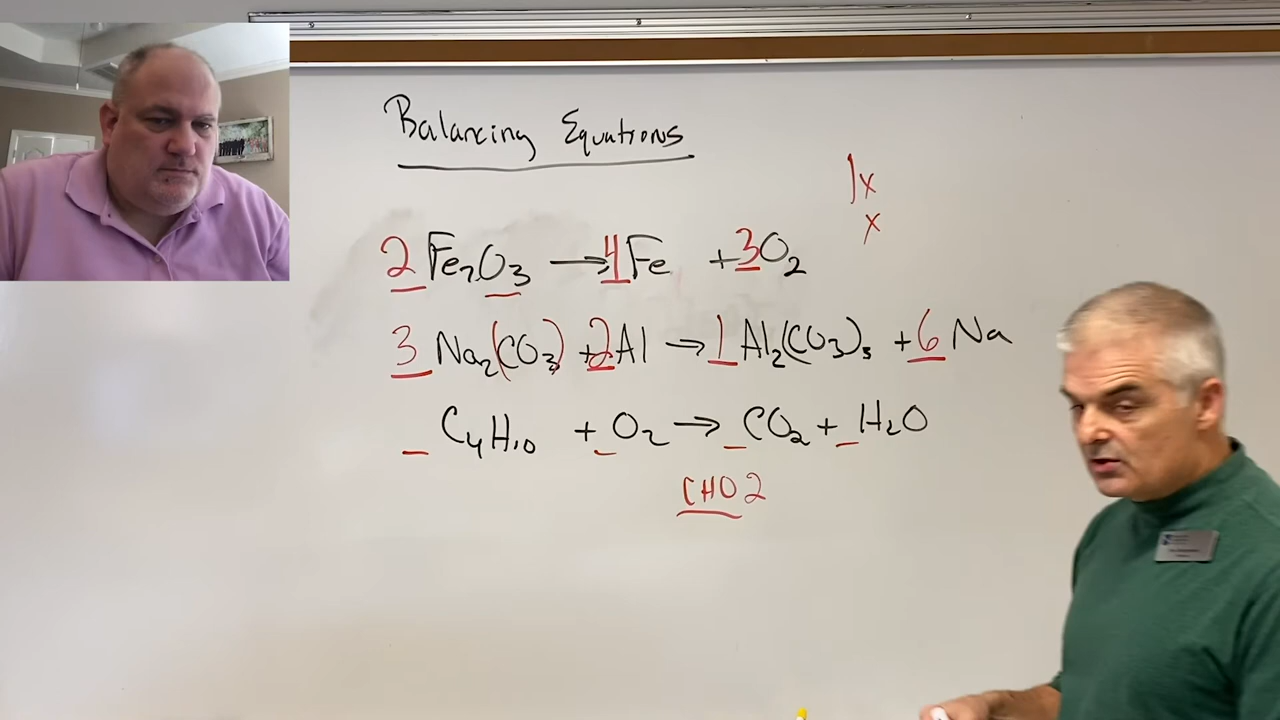 Balancing Equations
1x
x
2 Fe2O3 → 4 Fe + 3 O2
3 Na2(CO3) + 2 Al → 1 Al2(CO3)3 + 6 Na
_ C4H10 + _ O2 → _ CO2 + _ H2O
CHO2